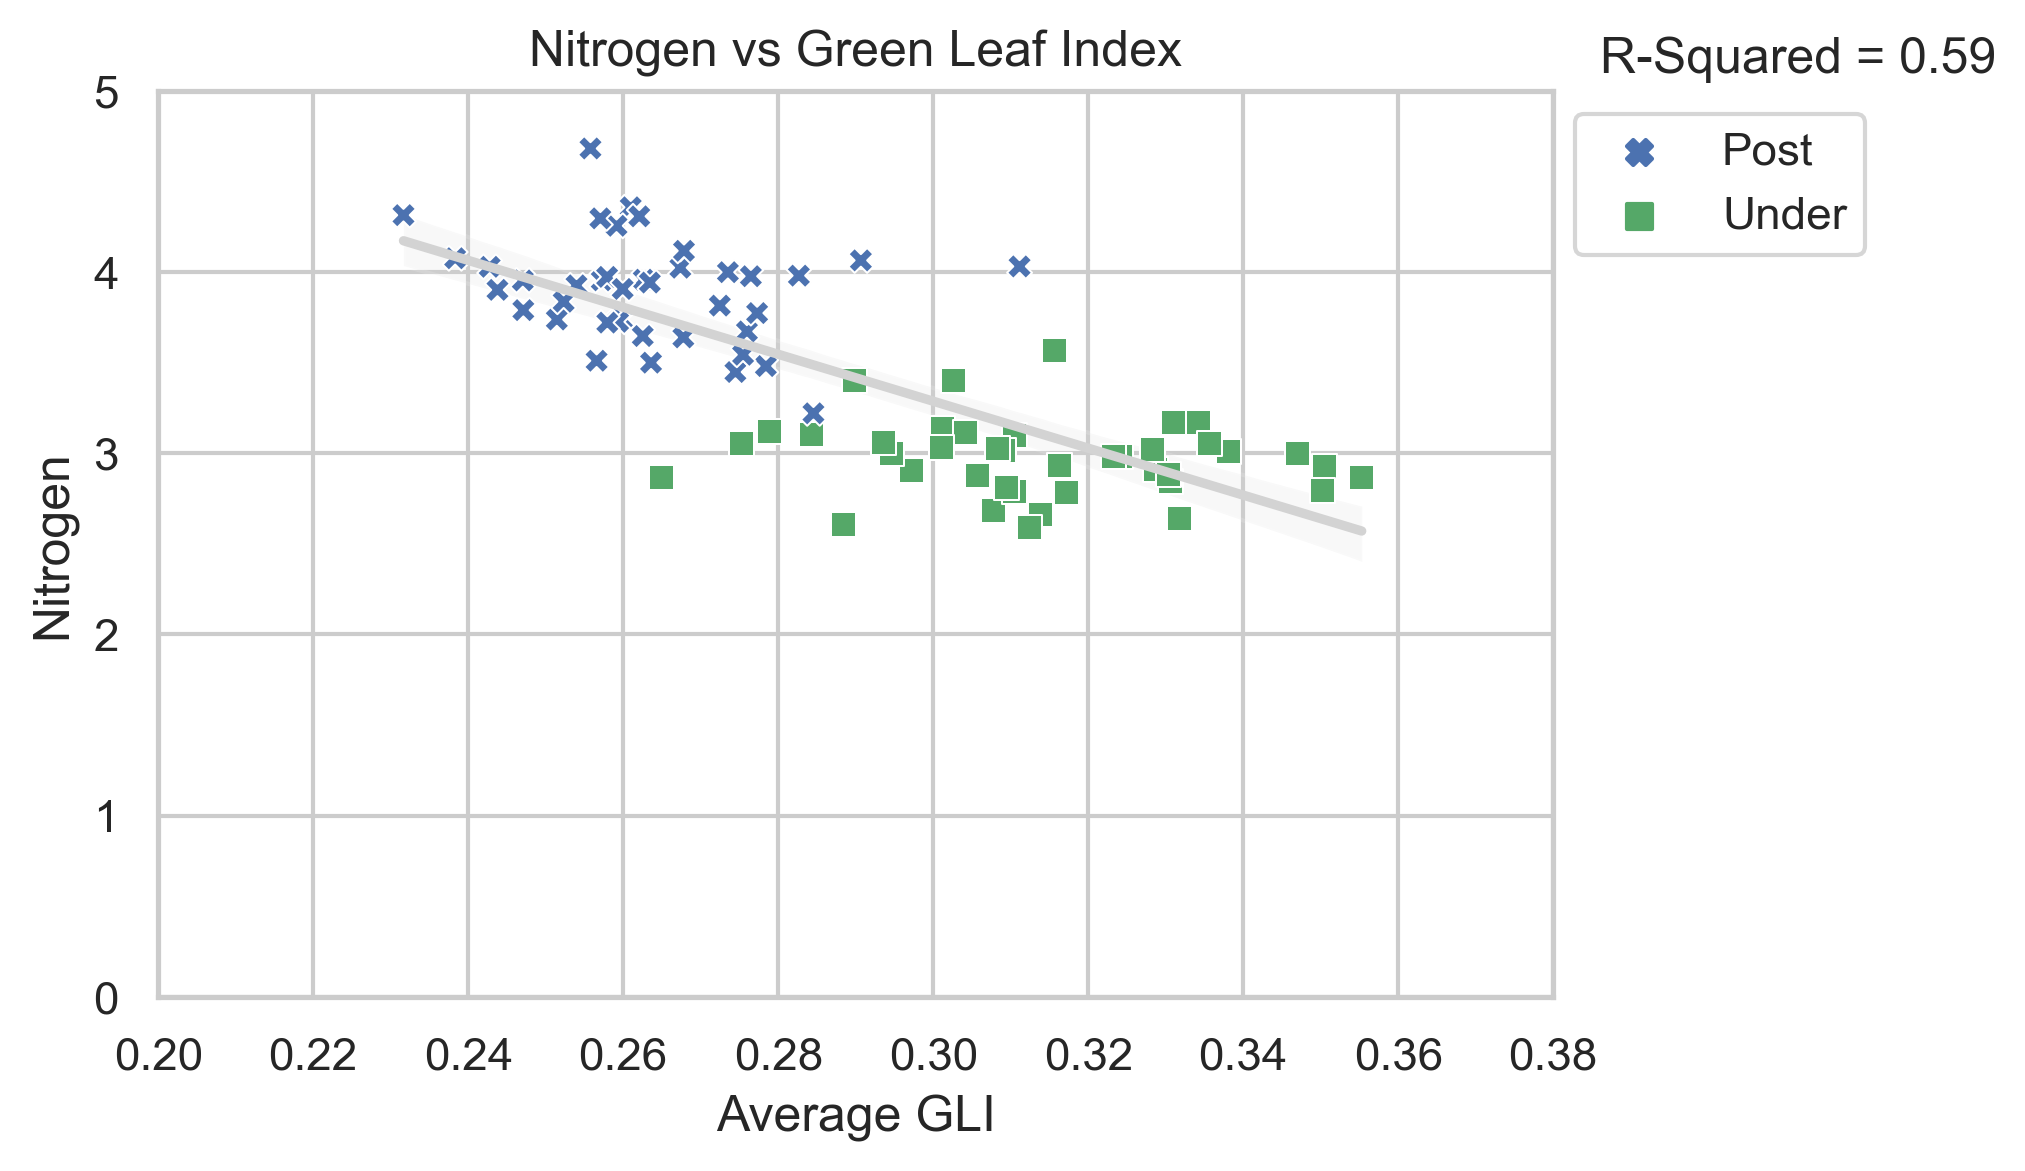 Nitrogen vs Green Leaf Index
R-Squared = 0.59
Post
Under
Nitrogen
5
4
3
2
1
0
0.20 0.22 0.24 0.26 0.28 0.30 0.32 0.34 0.36 0.38
Average GLI